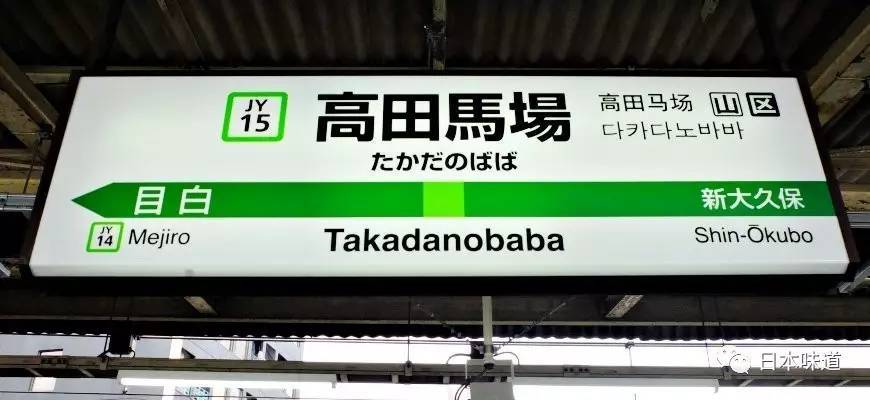 JY
15
高田馬場
たかだのばば
高田马场 山 区
다카다노바바
目白
新大久保
JY
14
Mejiro
Takadanobaba
Shin-Ōkubo
日本味道